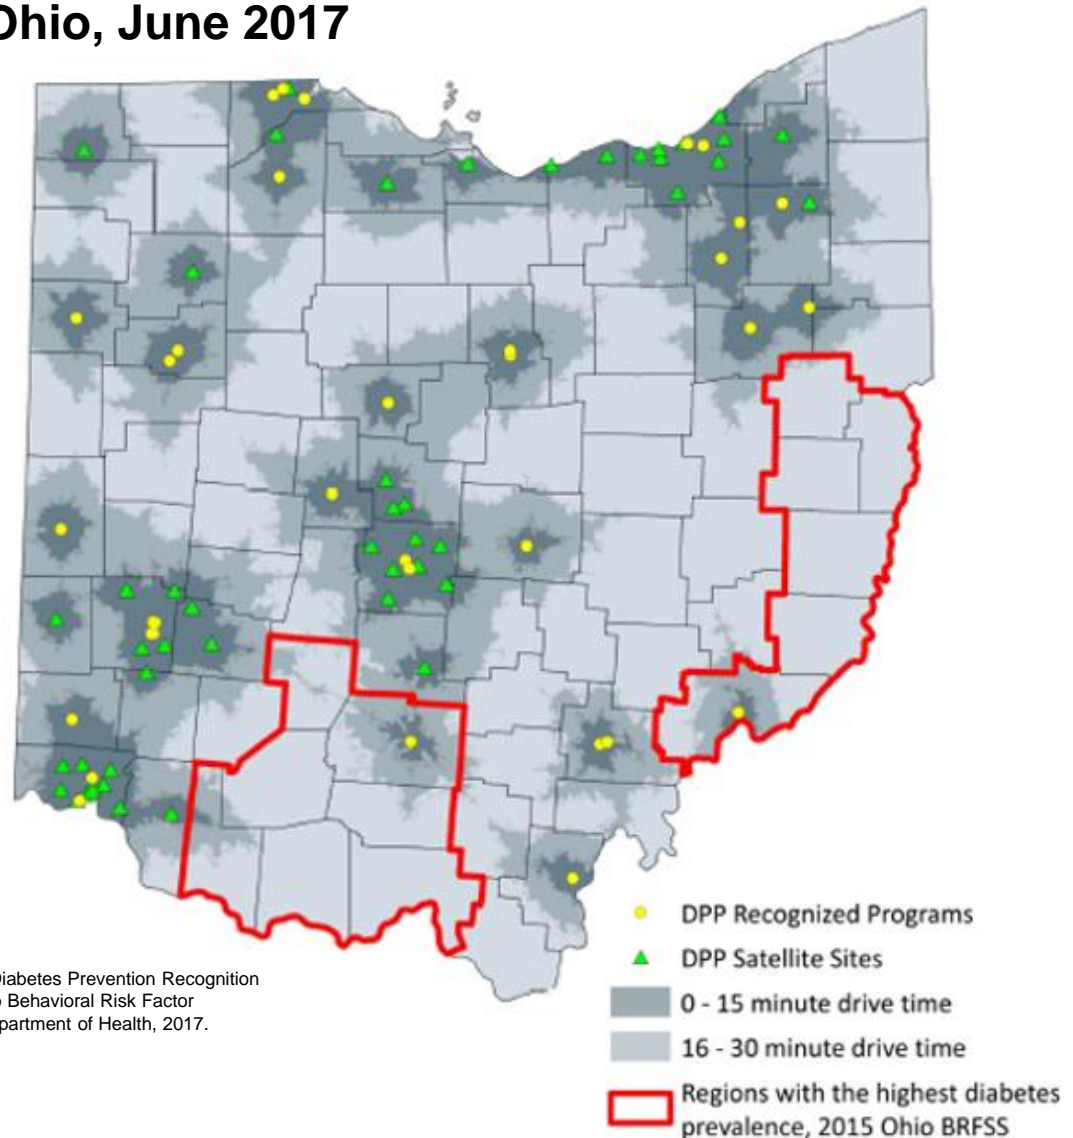 Ohio, June 2017
DPP Recognized Programs
DPP Satellite Sites
0 - 15 minute drive time
16 - 30 minute drive time
Regions with the highest diabetes
prevalence, 2015 Ohio BRFSS
Diabetes Prevention Recognition
Behavioral Risk Factor
of Health, 2017.